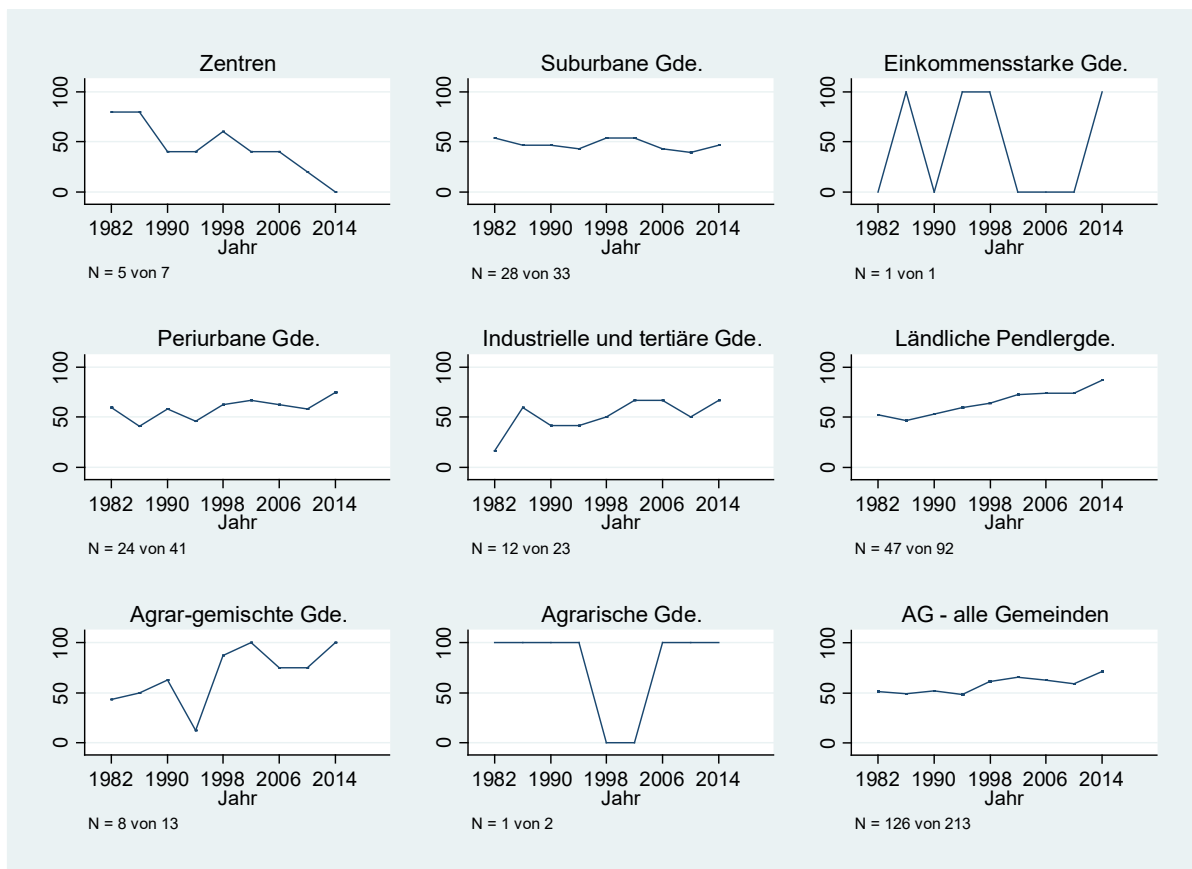 Zentren
100
50
0
1982 1990 1998 2006 2014
Jahr
N = 5 von 7
Suburbane Gde.
100
50
0
1982 1990 1998 2006 2014
Jahr
N = 28 von 33
Einkommensstarke Gde.
100
50
0
1982 1990 1998 2006 2014
Jahr
N = 1 von 1
Periurbane Gde.
100
50
0
1982 1990 1998 2006 2014
Jahr
N = 24 von 41
Industrielle und tertiäre Gde.
100
50
0
1982 1990 1998 2006 2014
Jahr
N = 12 von 23
Ländliche Pendlergde.
100
50
0
1982 1990 1998 2006 2014
Jahr
N = 47 von 92
Agrar-gemischte Gde.
100
50
0
1982 1990 1998 2006 2014
Jahr
N = 8 von 13
Agrarische Gde.
100
50
0
1982 1990 1998 2006 2014
Jahr
N = 1 von 2
AG - alle Gemeinden
100
50
0
1982 1990 1998 2006 2014
Jahr
N = 126 von 213